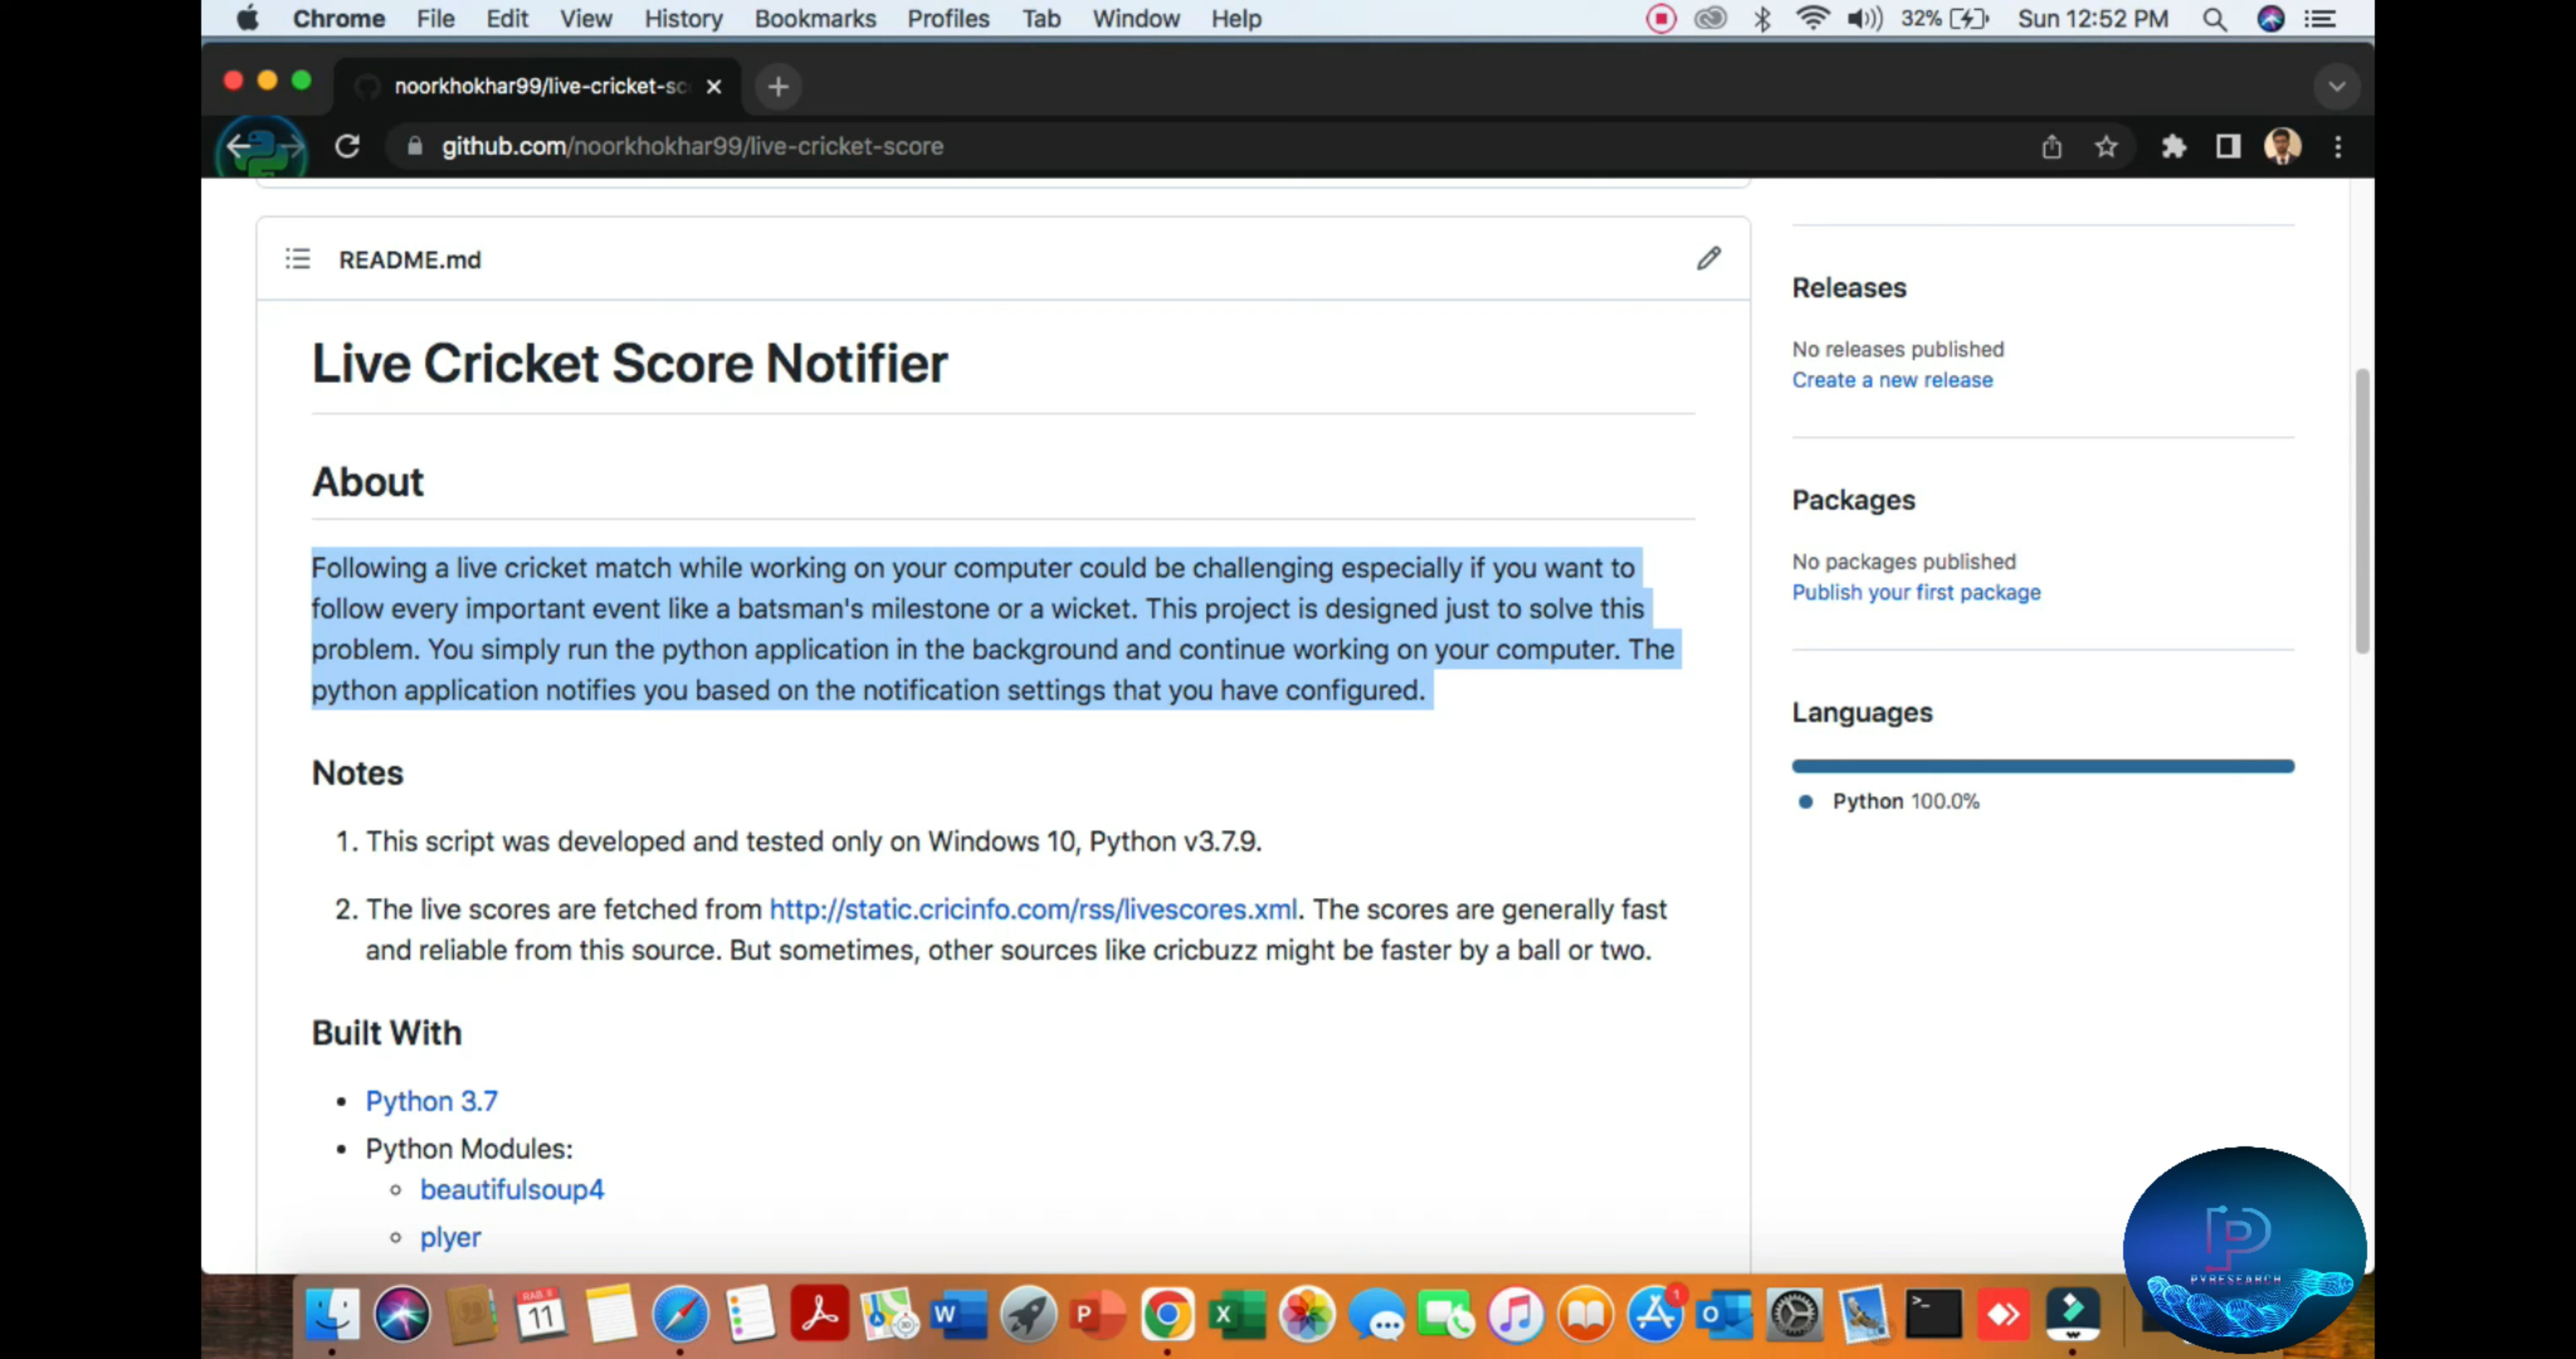 Chrome File Edit View History Bookmarks Profiles Tab Window Help 32% Sun 12:52 PM
noorkhokhar99/live-cricket-sc
github.com/noorkhokhar99/live-cricket-score
README.md
Live Cricket Score Notifier
About
Following a live cricket match while working on your computer could be challenging especially if you want to
follow every important event like a batsman's milestone or a wicket. This project is designed just to solve this
problem. You simply run the python application in the background and continue working on your computer. The
python application notifies you based on the notification settings that you have configured.
Notes
1. This script was developed and tested only on Windows 10, Python v3.7.9.
2. The live scores are fetched from http://static.cricinfo.com/rss/livescores.xml. The scores are generally fast
and reliable from this source. But sometimes, other sources like cricbuzz might be faster by a ball or two.
Built With
• Python 3.7
• Python Modules:
beautifulsoup4
plyer
Releases
No releases published
Create a new release
Packages
No packages published
Publish your first package
Languages
Python 100.0%
RAB II
11
W
P
X
1
O
>_
PYRESEARCH